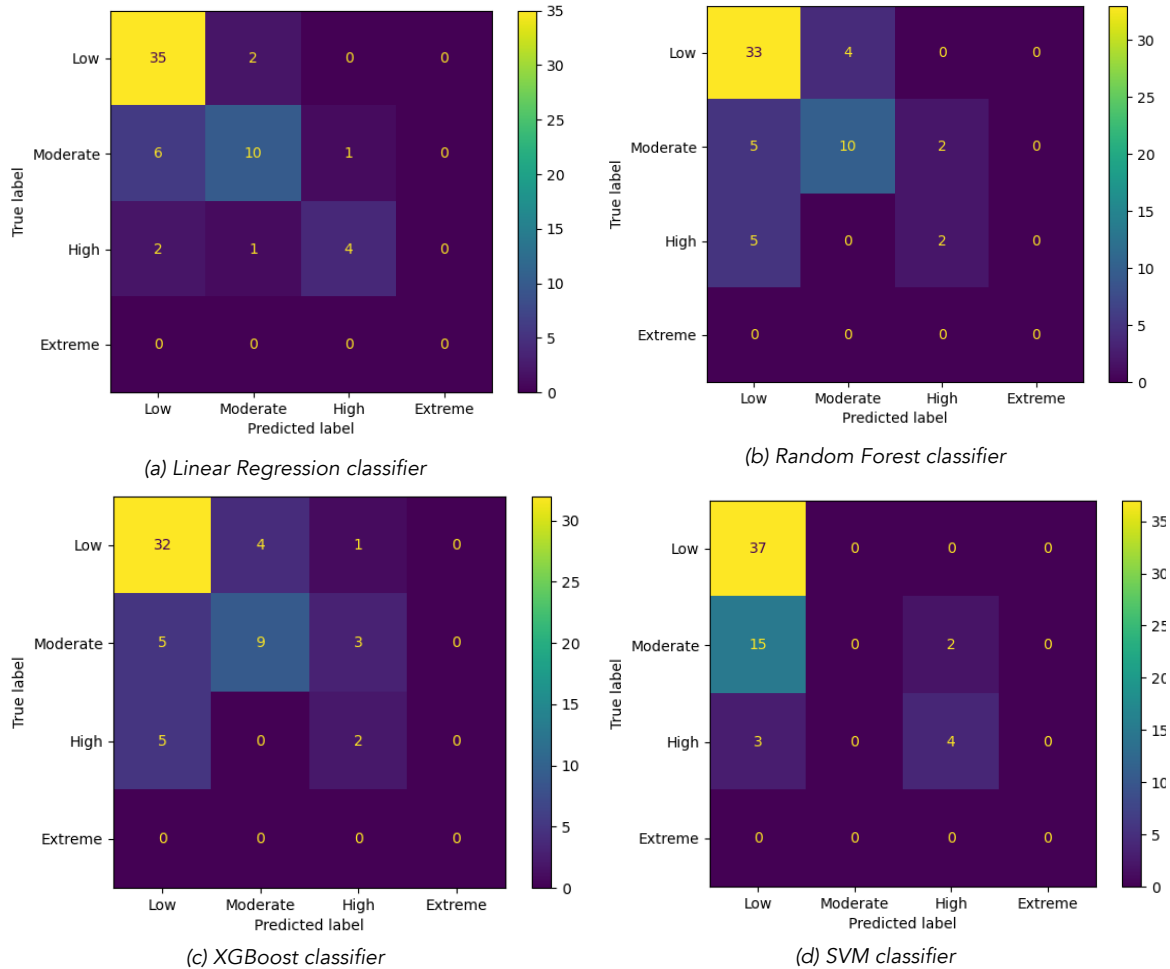 Low 35 2 0 0
Moderate 6 10 1 0
High 2 1 4 0
Extreme 0 0 0 0
Low Moderate High Extreme
Predicted label
True label
35
30
25
20
15
10
5
0
(a) Linear Regression classifier
Low 33 4 0 0
Moderate 5 10 2 0
High 5 0 2 0
Extreme 0 0 0 0
Low Moderate High Extreme
Predicted label
True label
30
25
20
15
10
5
0
(b) Random Forest classifier
Low 32 4 1 0
Moderate 5 9 3 0
High 5 0 2 0
Extreme 0 0 0 0
Low Moderate High Extreme
Predicted label
True label
30
25
20
15
10
5
0
(c) XGBoost classifier
Low 37 0 0 0
Moderate 15 0 2 0
High 3 0 4 0
Extreme 0 0 0 0
Low Moderate High Extreme
Predicted label
True label
35
30
25
20
15
10
5
0
(d) SVM classifier